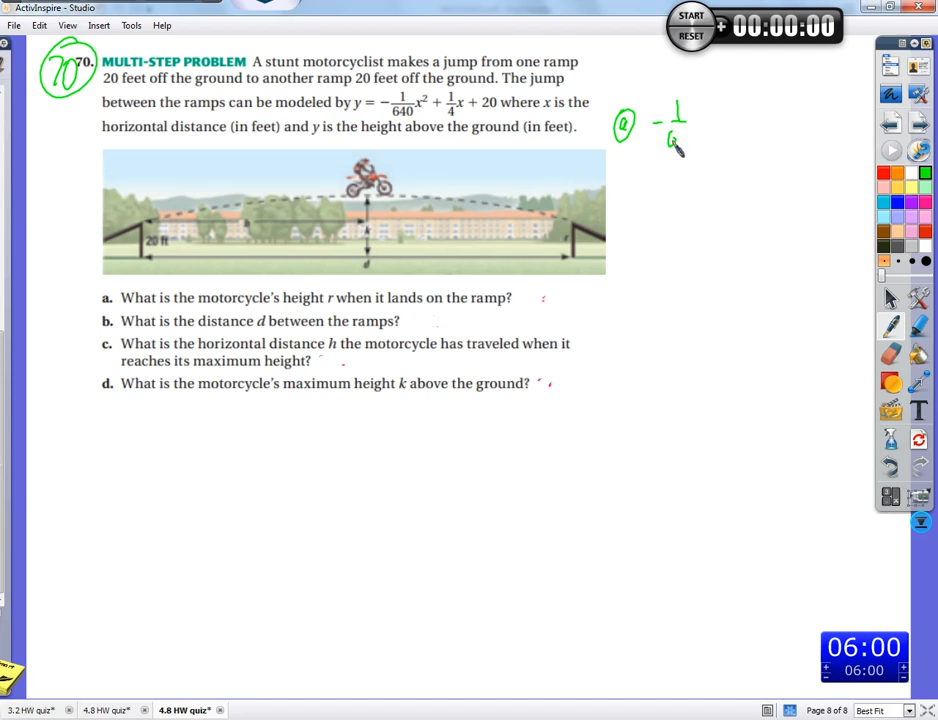 ActivInspire - Studio
File Edit View Insert Tools Help
START
RESET
00:00:00
70
70. MULTI-STEP PROBLEM A stunt motorcyclist makes a jump from one ramp
20 feet off the ground to another ramp 20 feet off the ground. The jump
between the ramps can be modeled by y = -1/640 x² + 1/4 x + 20 where x is the
horizontal distance (in feet) and y is the height above the ground (in feet).
a - 1/6
20 ft
h
k
r
d
a. What is the motorcycle's height r when it lands on the ramp?
b. What is the distance d between the ramps?
c. What is the horizontal distance h the motorcycle has traveled when it
reaches its maximum height?
d. What is the motorcycle's maximum height k above the ground?
06:00
06:00
3.2 HW quiz* 4.8 HW quiz* 4.8 HW quiz*
Page 8 of 8 Best Fit